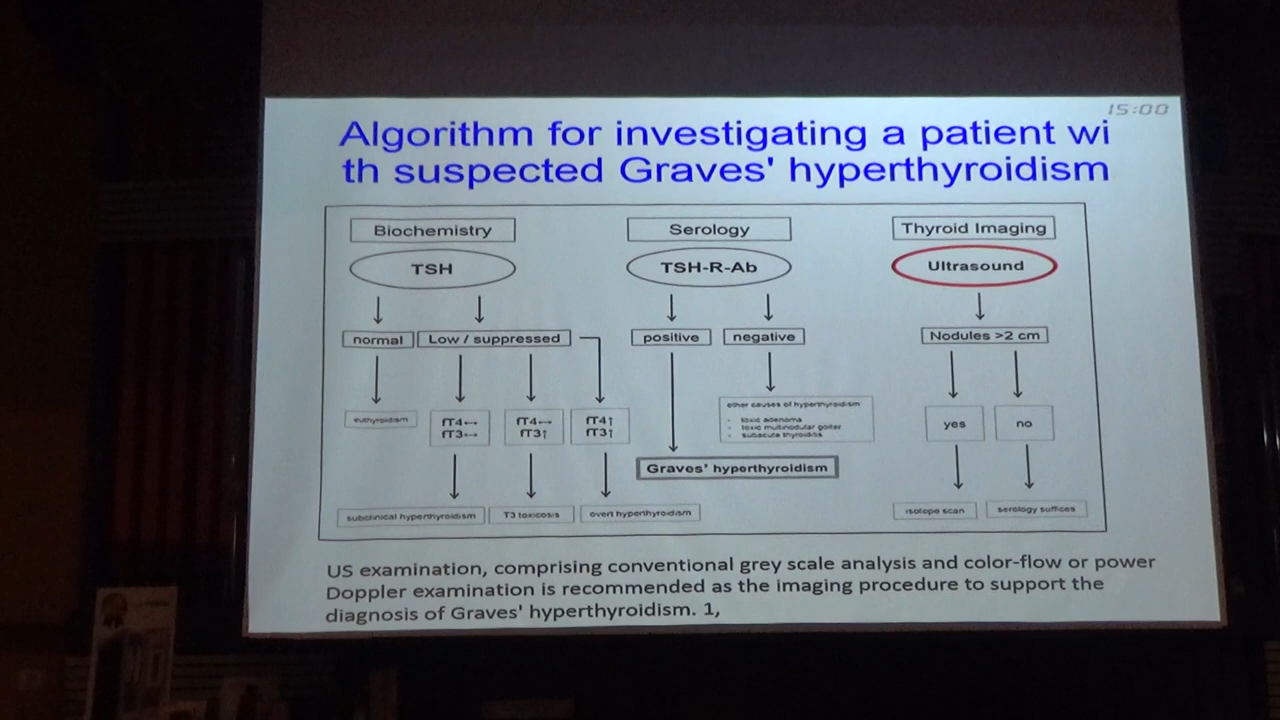 15:00
Algorithm for investigating a patient wi
th suspected Graves' hyperthyroidism
Biochemistry
Serology
Thyroid Imaging
TSH
TSH-R-Ab
Ultrasound
normal
Low / suppressed
positive
negative
Nodules >2 cm
euthyroidism
fT4↔
fT3↔
fT4↔
fT3↑
fT4↑
fT3↑
other causes of hyperthyroidism
- toxic adenoma
- toxic multinodular goiter
- subacute thyroiditis
yes
no
Graves' hyperthyroidism
subclinical hyperthyroidism
T3 toxicosis
overt hyperthyroidism
isotope scan
serology suffices
US examination, comprising conventional grey scale analysis and color-flow or power
Doppler examination is recommended as the imaging procedure to support the
diagnosis of Graves' hyperthyroidism. 1,